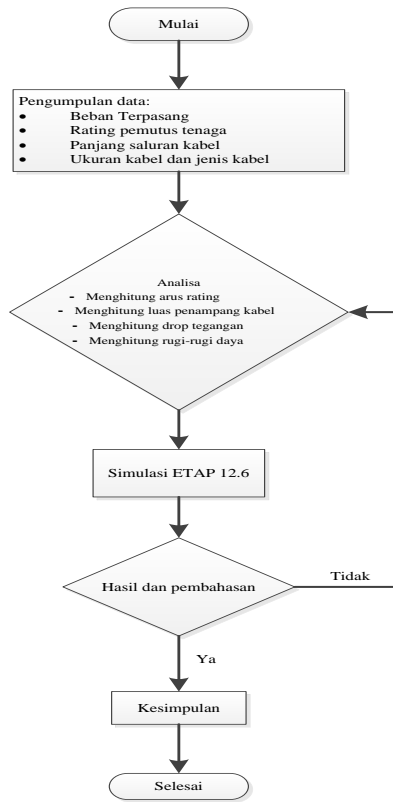 Mulai
Pengumpulan data:
• Beban Terpasang
• Rating pemutus tenaga
• Panjang saluran kabel
• Ukuran kabel dan jenis kabel
Analisa
- Menghitung arus rating
- Menghitung luas penampang kabel
- Menghitung drop tegangan
- Menghitung rugi-rugi daya
Simulasi ETAP 12.6
Hasil dan pembahasan
Tidak
Ya
Kesimpulan
Selesai